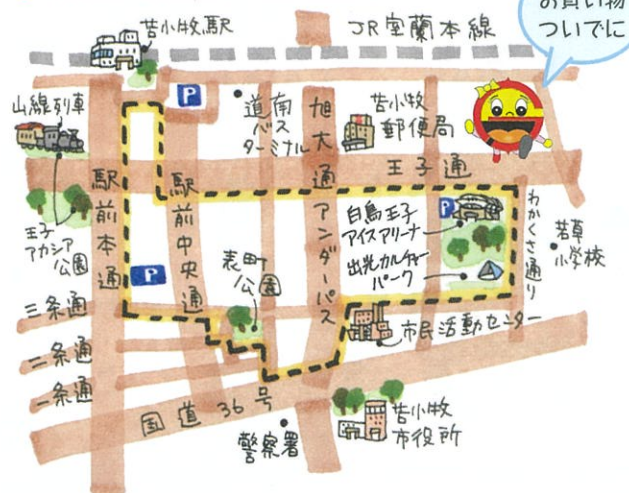 お買い物
ついでに
苫小牧駅
JR室蘭本線
山線列車
P
道南
バス
ターミナル
旭大通アンダーパス
苫小牧
郵便局
王子通
駅前本通
駅前中央通
王子
アカシア
公園
P
表町
公園
P
白鳥王子
アイスアリーナ
出光カルチャー
パーク
わかくさ通り
若草
小学校
三条通
二条通
一条通
市民活動センター
国道36号
警察署
苫小牧
市役所